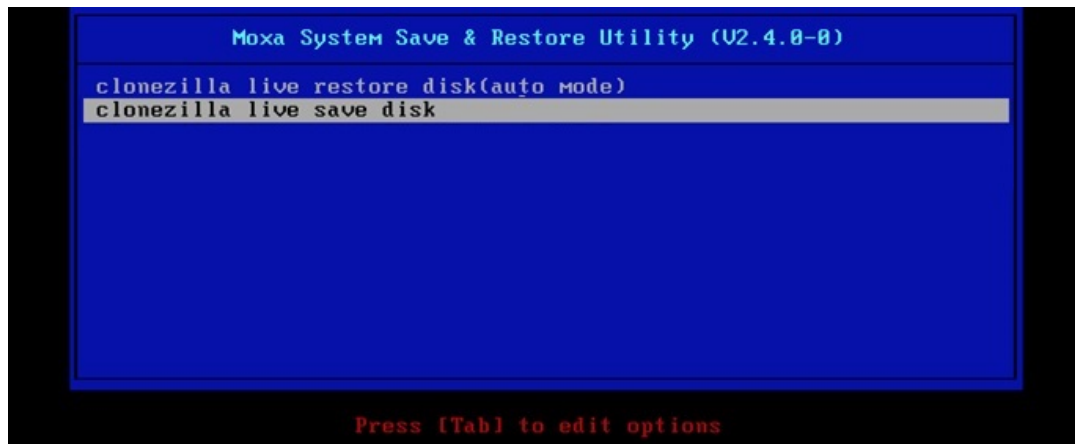 Moxa System Save & Restore Utility (V2.4.0-0)
clonezilla live restore disk(auto mode)
clonezilla live save disk
Press [Tab] to edit options